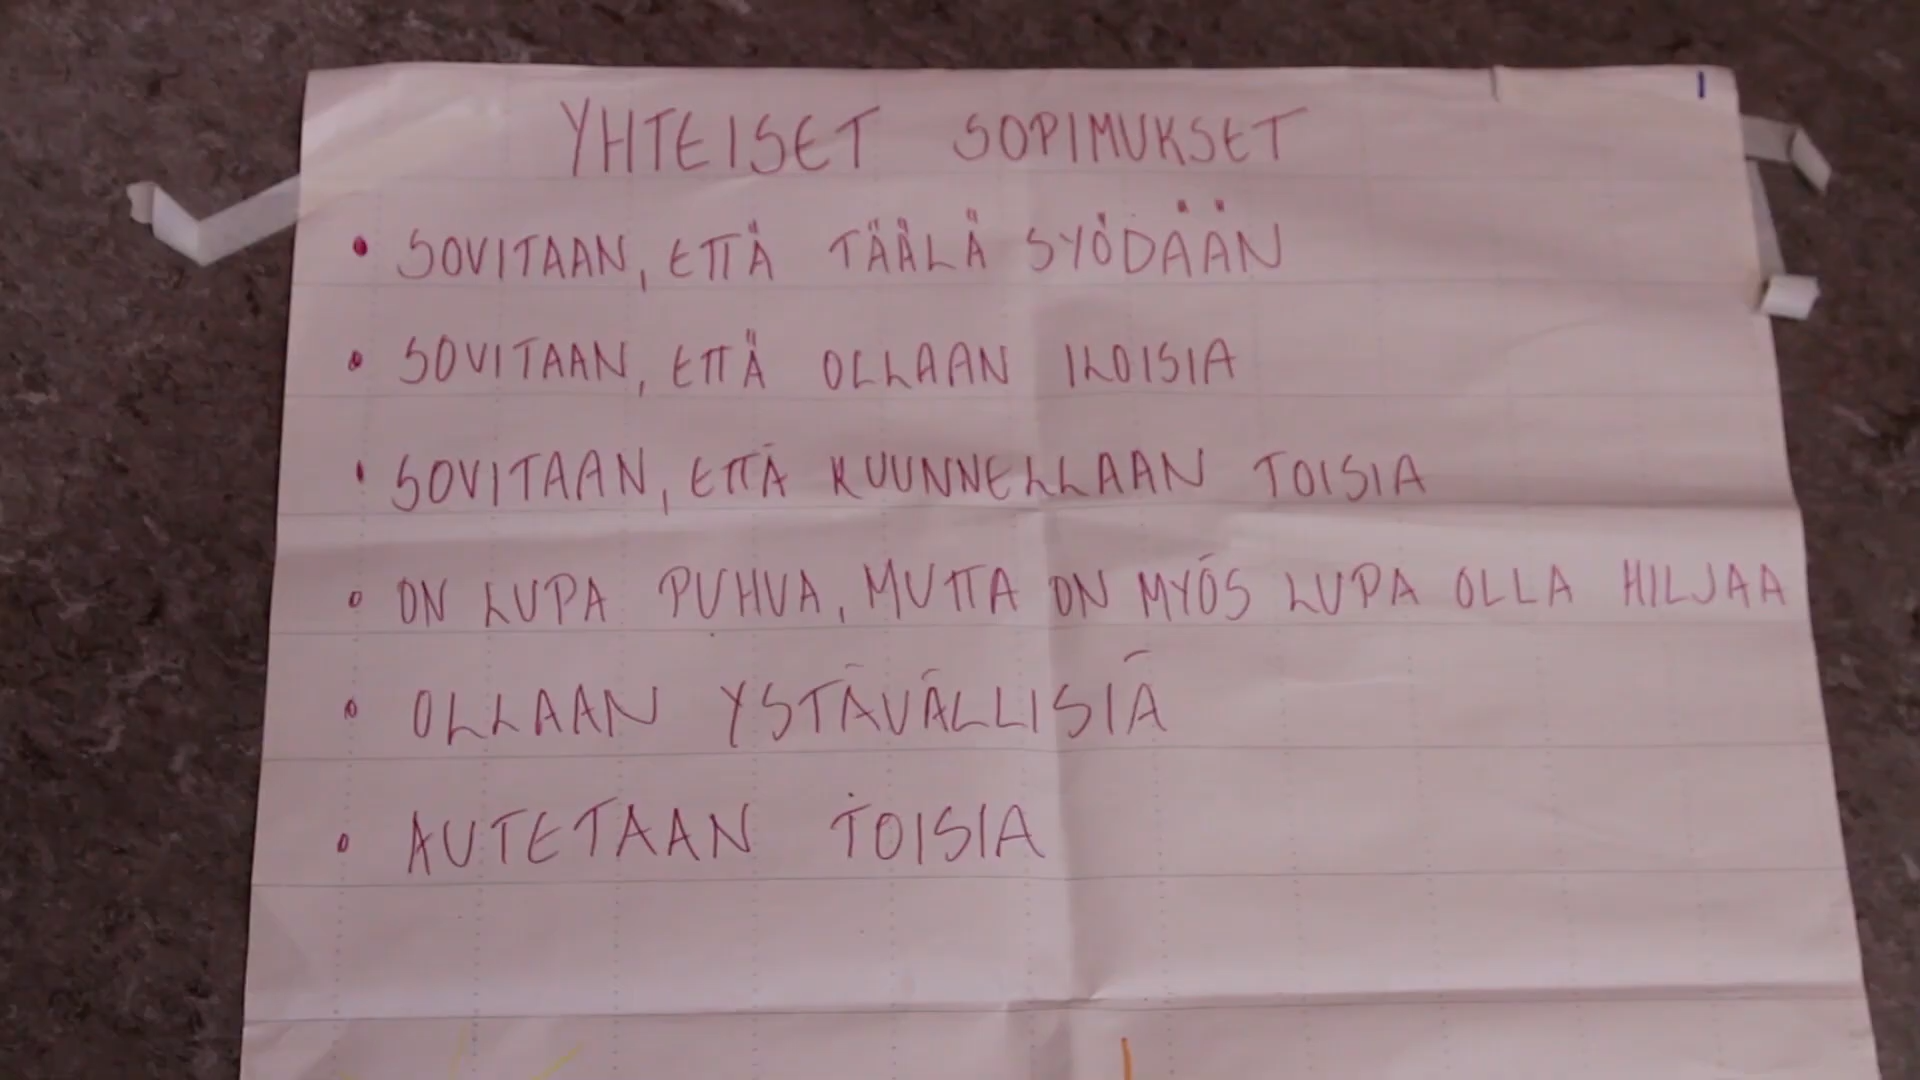 YHTEISET SOPIMUKSET
• SOVITAAN, ETTÄ TÄÄLÄ SYÖDÄÄN
• SOVITAAN, ETTÄ OLLAAN ILOISIA
• SOVITAAN, ETTÄ KUUNNELLAAN TOISIA
• ON LUPA PUHUA, MUTTA ON MYÖS LUPA OLLA HILJAA
• OLLAAN YSTÄVÄLLISIÄ
• AUTETAAN TOISIA